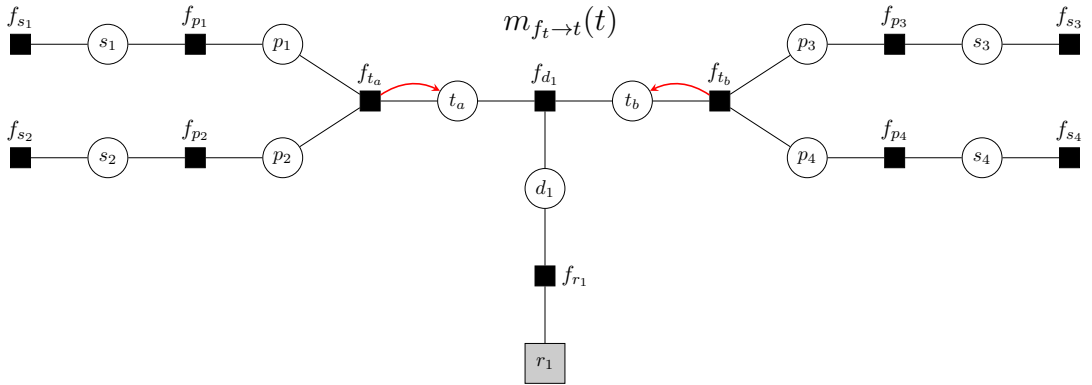 m_{f_t→t}(t)
f_{s_1} f_{p_1} f_{p_3} f_{s_3}
s_1 p_1 p_3 s_3
f_{t_a} f_{d_1} f_{t_b}
t_a t_b
f_{s_2} f_{p_2} f_{p_4} f_{s_4}
s_2 p_2 p_4 s_4
d_1
f_{r_1}
r_1